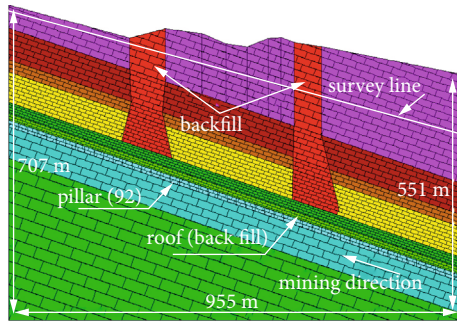 survey line
backfill
707 m
551 m
pillar (92)
roof (back fill)
mining direction
955 m